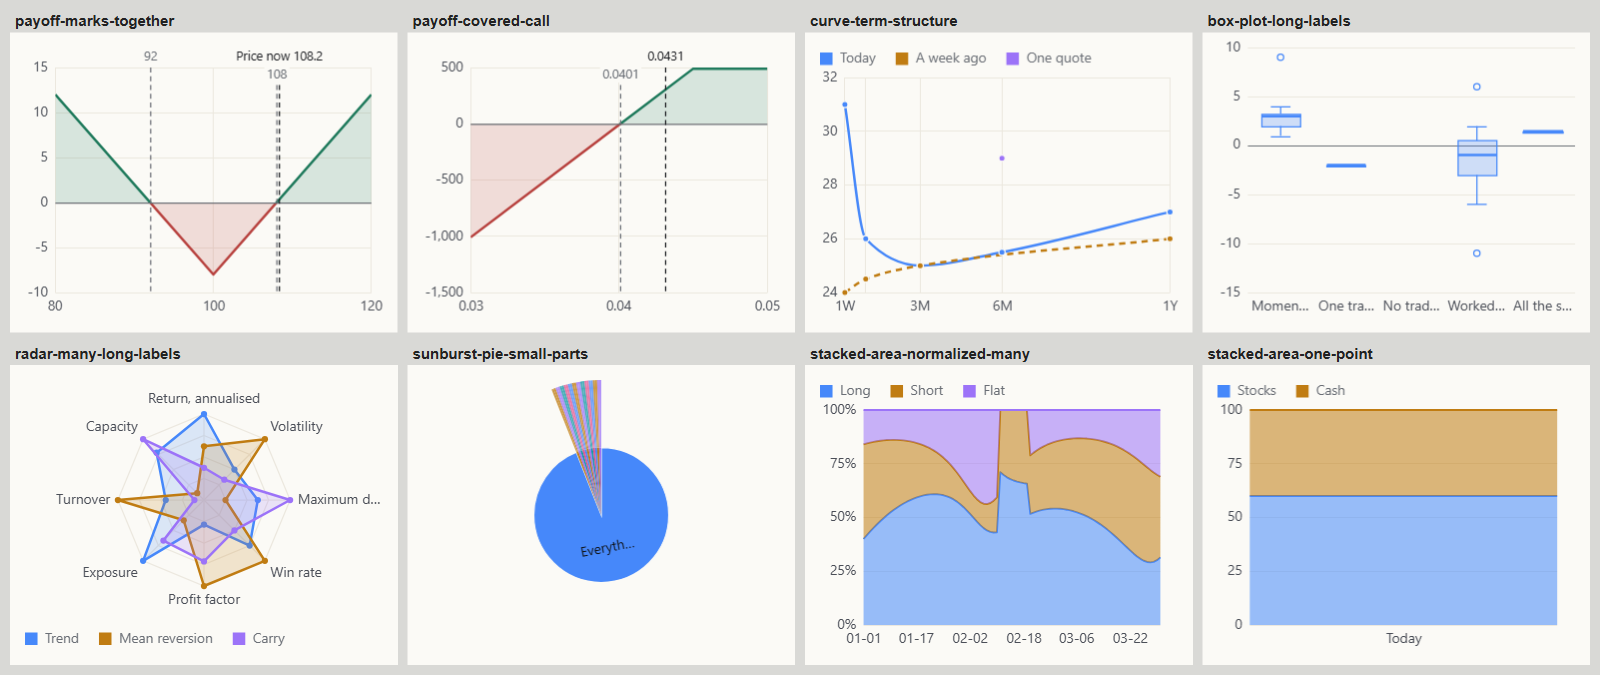 payoff-marks-together
92
Price now 108.2
108
15
10
5
0
-5
-10
80
100
120
payoff-covered-call
0.0431
0.0401
500
0
-500
-1,000
-1,500
0.03
0.04
0.05
curve-term-structure
Today
A week ago
One quote
32
30
28
26
24
1W
3M
6M
1Y
box-plot-long-labels
10
5
0
-5
-10
-15
Momen...
One tra...
No trad...
Worked...
All the s...
radar-many-long-labels
Return, annualised
Capacity
Volatility
Turnover
Maximum d...
Exposure
Win rate
Profit factor
Trend
Mean reversion
Carry
sunburst-pie-small-parts
Everyth...
stacked-area-normalized-many
Long
Short
Flat
100%
75%
50%
25%
0%
01-01
01-17
02-02
02-18
03-06
03-22
stacked-area-one-point
Stocks
Cash
100
75
50
25
0
Today